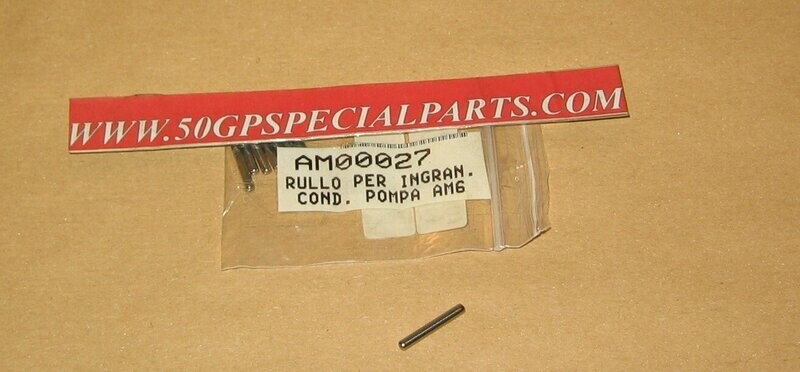 WWW.50GPSPECIALPARTS.COM
AM00027
RULLO PER INGRAN.
COND. POMPA AM6